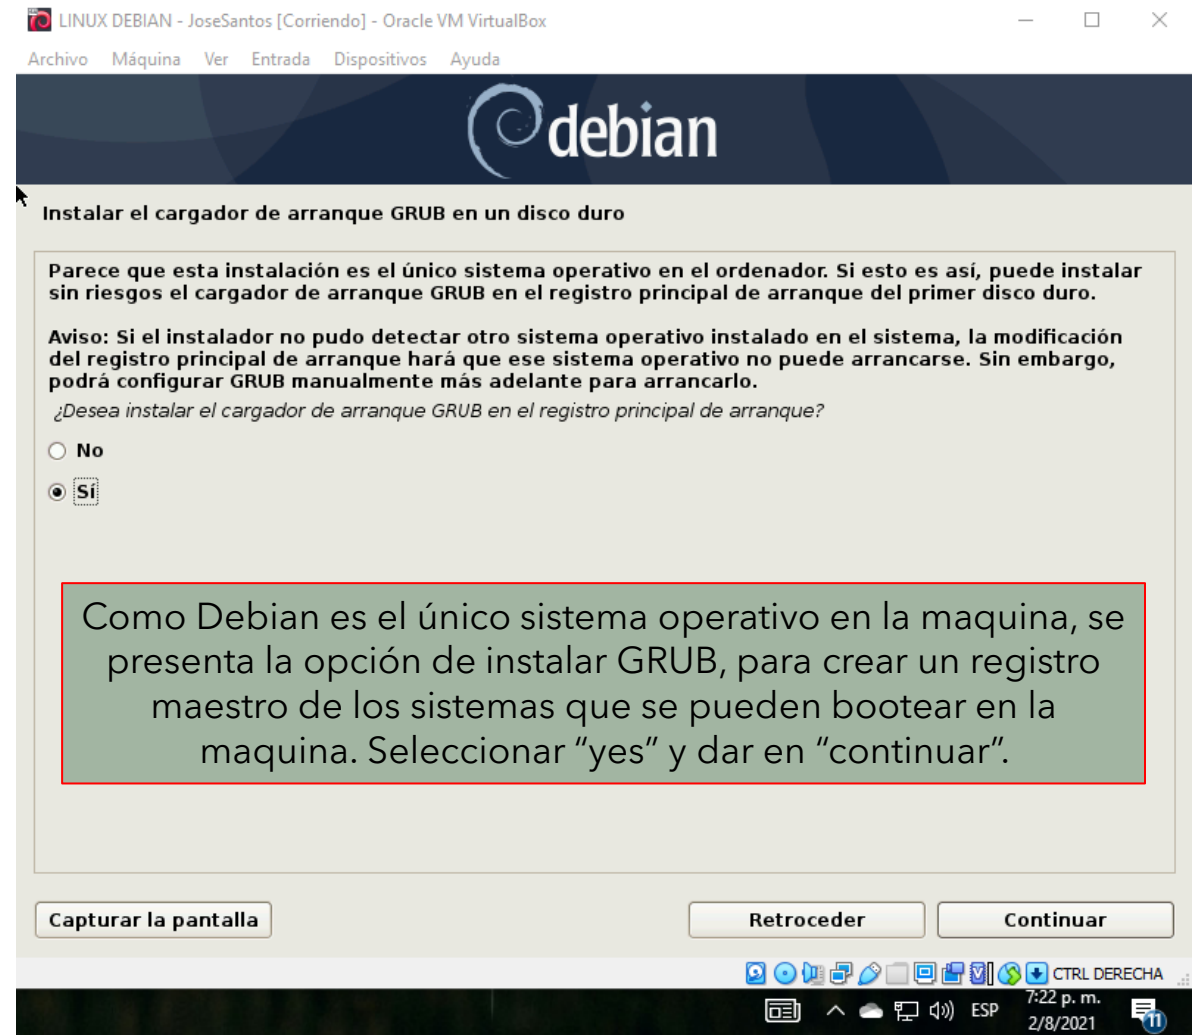 LINUX DEBIAN - JoseSantos [Corriendo] - Oracle VM VirtualBox
Archivo Máquina Ver Entrada Dispositivos Ayuda
debian
Instalar el cargador de arranque GRUB en un disco duro
Parece que esta instalación es el único sistema operativo en el ordenador. Si esto es así, puede instalar
sin riesgos el cargador de arranque GRUB en el registro principal de arranque del primer disco duro.
Aviso: Si el instalador no pudo detectar otro sistema operativo instalado en el sistema, la modificación
del registro principal de arranque hará que ese sistema operativo no puede arrancarse. Sin embargo,
podrá configurar GRUB manualmente más adelante para arrancarlo.
¿Desea instalar el cargador de arranque GRUB en el registro principal de arranque?
No
Sí
Como Debian es el único sistema operativo en la maquina, se
presenta la opción de instalar GRUB, para crear un registro
maestro de los sistemas que se pueden bootear en la
maquina. Seleccionar “yes” y dar en “continuar”.
Capturar la pantalla
Retroceder
Continuar
CTRL DERECHA
ESP
7:22 p. m.
2/8/2021
11